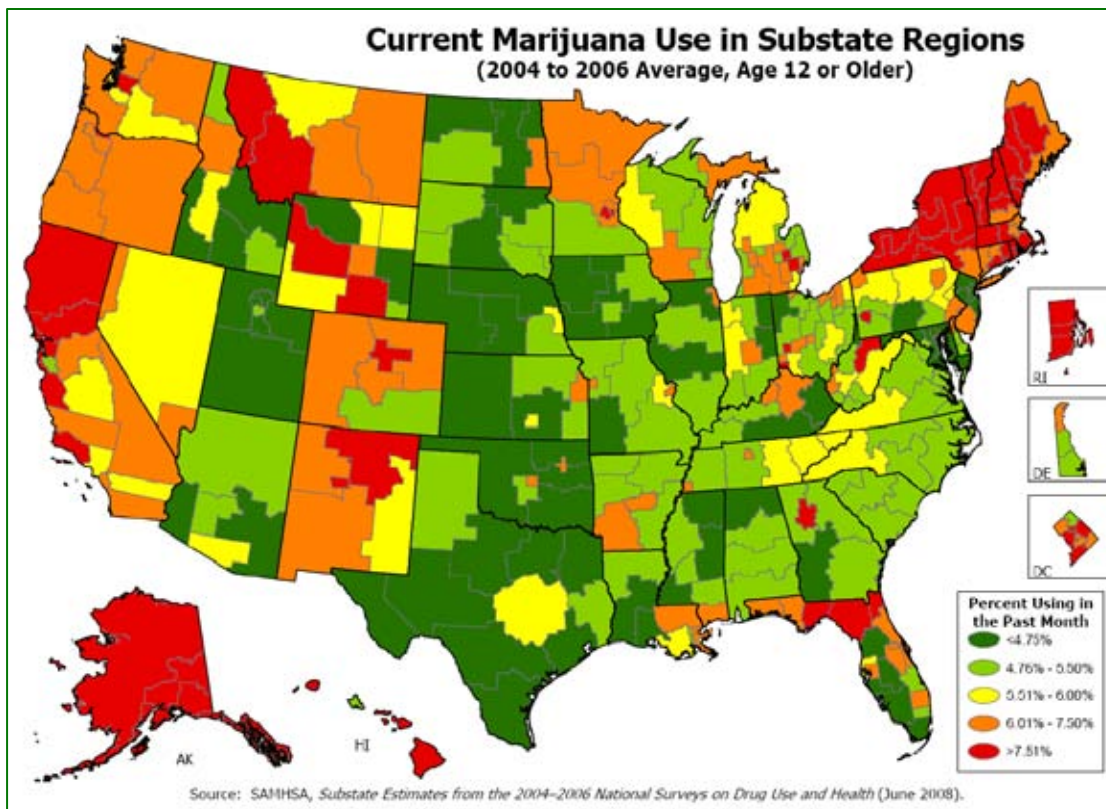 Current Marijuana Use in Substate Regions
(2004 to 2006 Average, Age 12 or Older)
RI
DE
DC
Percent Using in
the Past Month
<4.75%
4.76% - 5.50%
5.51% - 6.00%
6.01% - 7.50%
>7.51%
AK
HI
Source: SAMHSA, Substate Estimates from the 2004–2006 National Surveys on Drug Use and Health (June 2008).